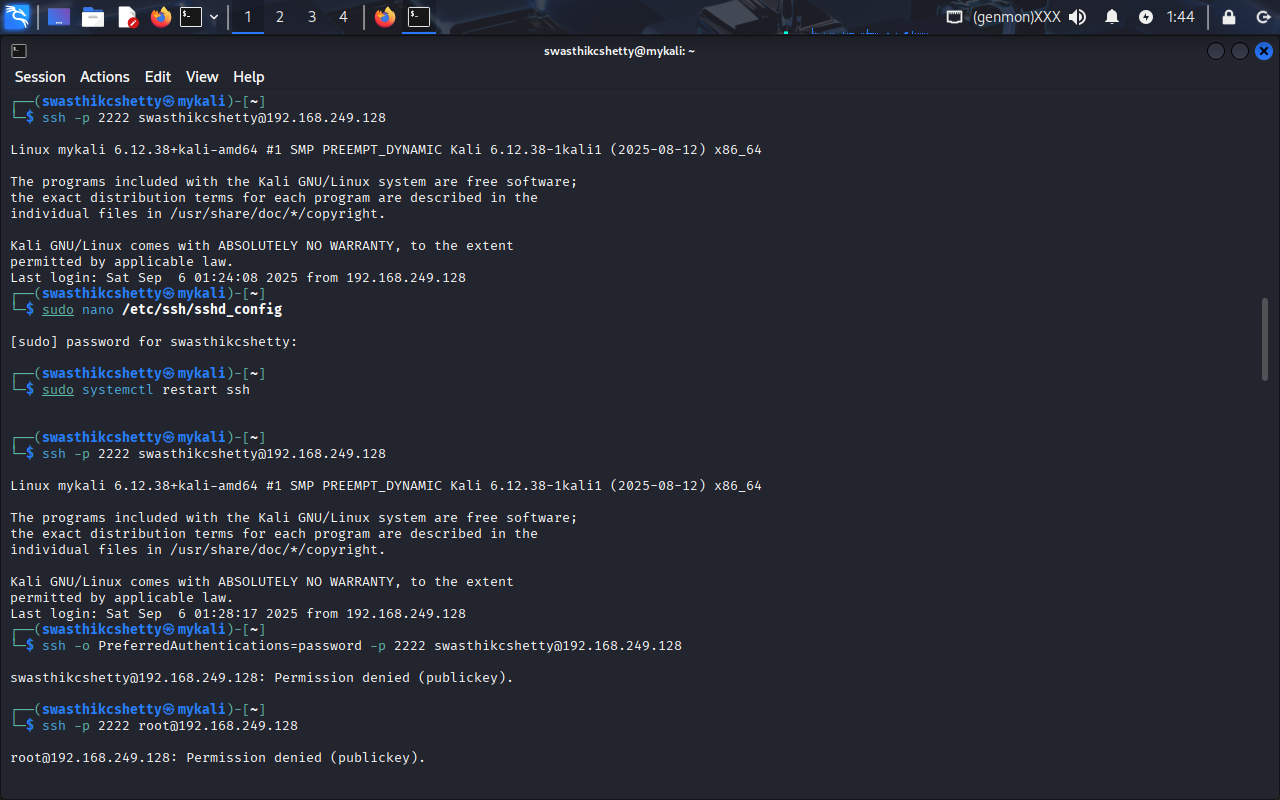 1 2 3 4 (genmon)XXX 1:44
swasthikcshetty@mykali: ~
Session Actions Edit View Help
┌──(swasthikcshetty㉿mykali)-[~]
└─$ ssh -p 2222 swasthikcshetty@192.168.249.128
Linux mykali 6.12.38+kali-amd64 #1 SMP PREEMPT_DYNAMIC Kali 6.12.38-1kali1 (2025-08-12) x86_64
The programs included with the Kali GNU/Linux system are free software;
the exact distribution terms for each program are described in the
individual files in /usr/share/doc/*/copyright.
Kali GNU/Linux comes with ABSOLUTELY NO WARRANTY, to the extent
permitted by applicable law.
Last login: Sat Sep  6 01:24:08 2025 from 192.168.249.128
┌──(swasthikcshetty㉿mykali)-[~]
└─$ sudo nano /etc/ssh/sshd_config
[sudo] password for swasthikcshetty:
┌──(swasthikcshetty㉿mykali)-[~]
└─$ sudo systemctl restart ssh
┌──(swasthikcshetty㉿mykali)-[~]
└─$ ssh -p 2222 swasthikcshetty@192.168.249.128
Linux mykali 6.12.38+kali-amd64 #1 SMP PREEMPT_DYNAMIC Kali 6.12.38-1kali1 (2025-08-12) x86_64
The programs included with the Kali GNU/Linux system are free software;
the exact distribution terms for each program are described in the
individual files in /usr/share/doc/*/copyright.
Kali GNU/Linux comes with ABSOLUTELY NO WARRANTY, to the extent
permitted by applicable law.
Last login: Sat Sep  6 01:28:17 2025 from 192.168.249.128
┌──(swasthikcshetty㉿mykali)-[~]
└─$ ssh -o PreferredAuthentications=password -p 2222 swasthikcshetty@192.168.249.128
swasthikcshetty@192.168.249.128: Permission denied (publickey).
┌──(swasthikcshetty㉿mykali)-[~]
└─$ ssh -p 2222 root@192.168.249.128
root@192.168.249.128: Permission denied (publickey).